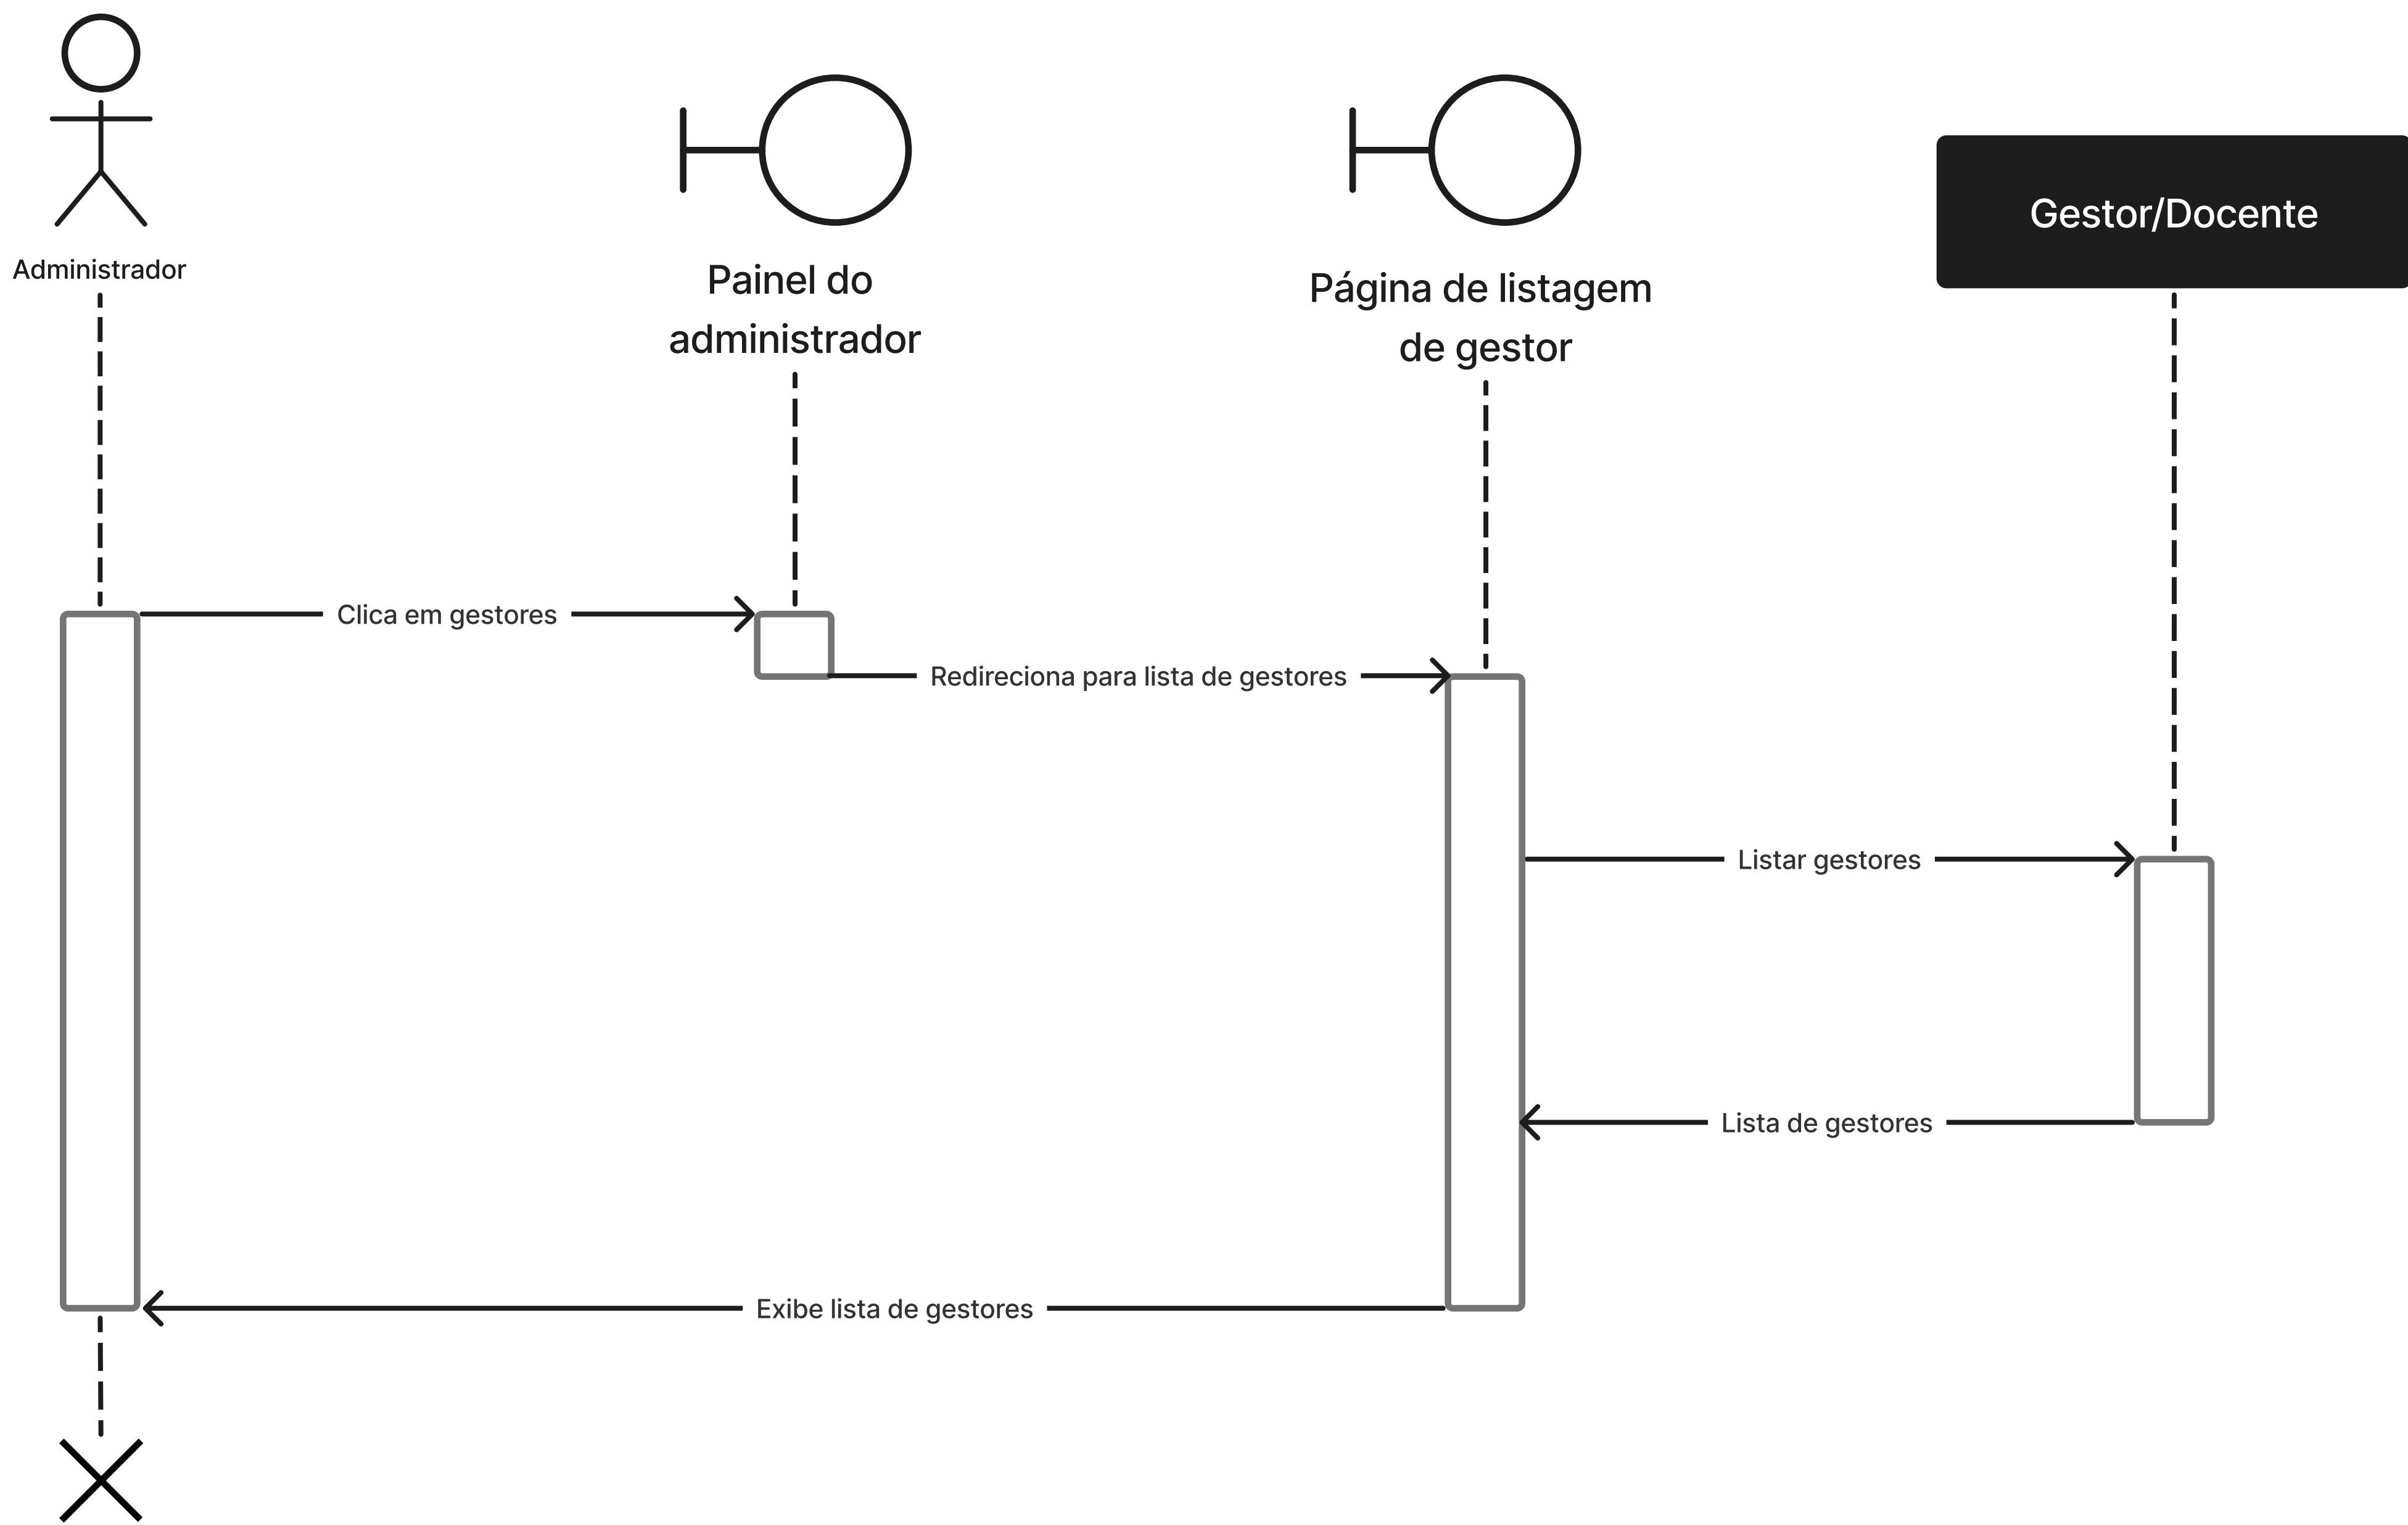 Administrador
Painel do
administrador
Página de listagem
de gestor
Gestor/Docente
Clica em gestores
Redireciona para lista de gestores
Listar gestores
Lista de gestores
Exibe lista de gestores